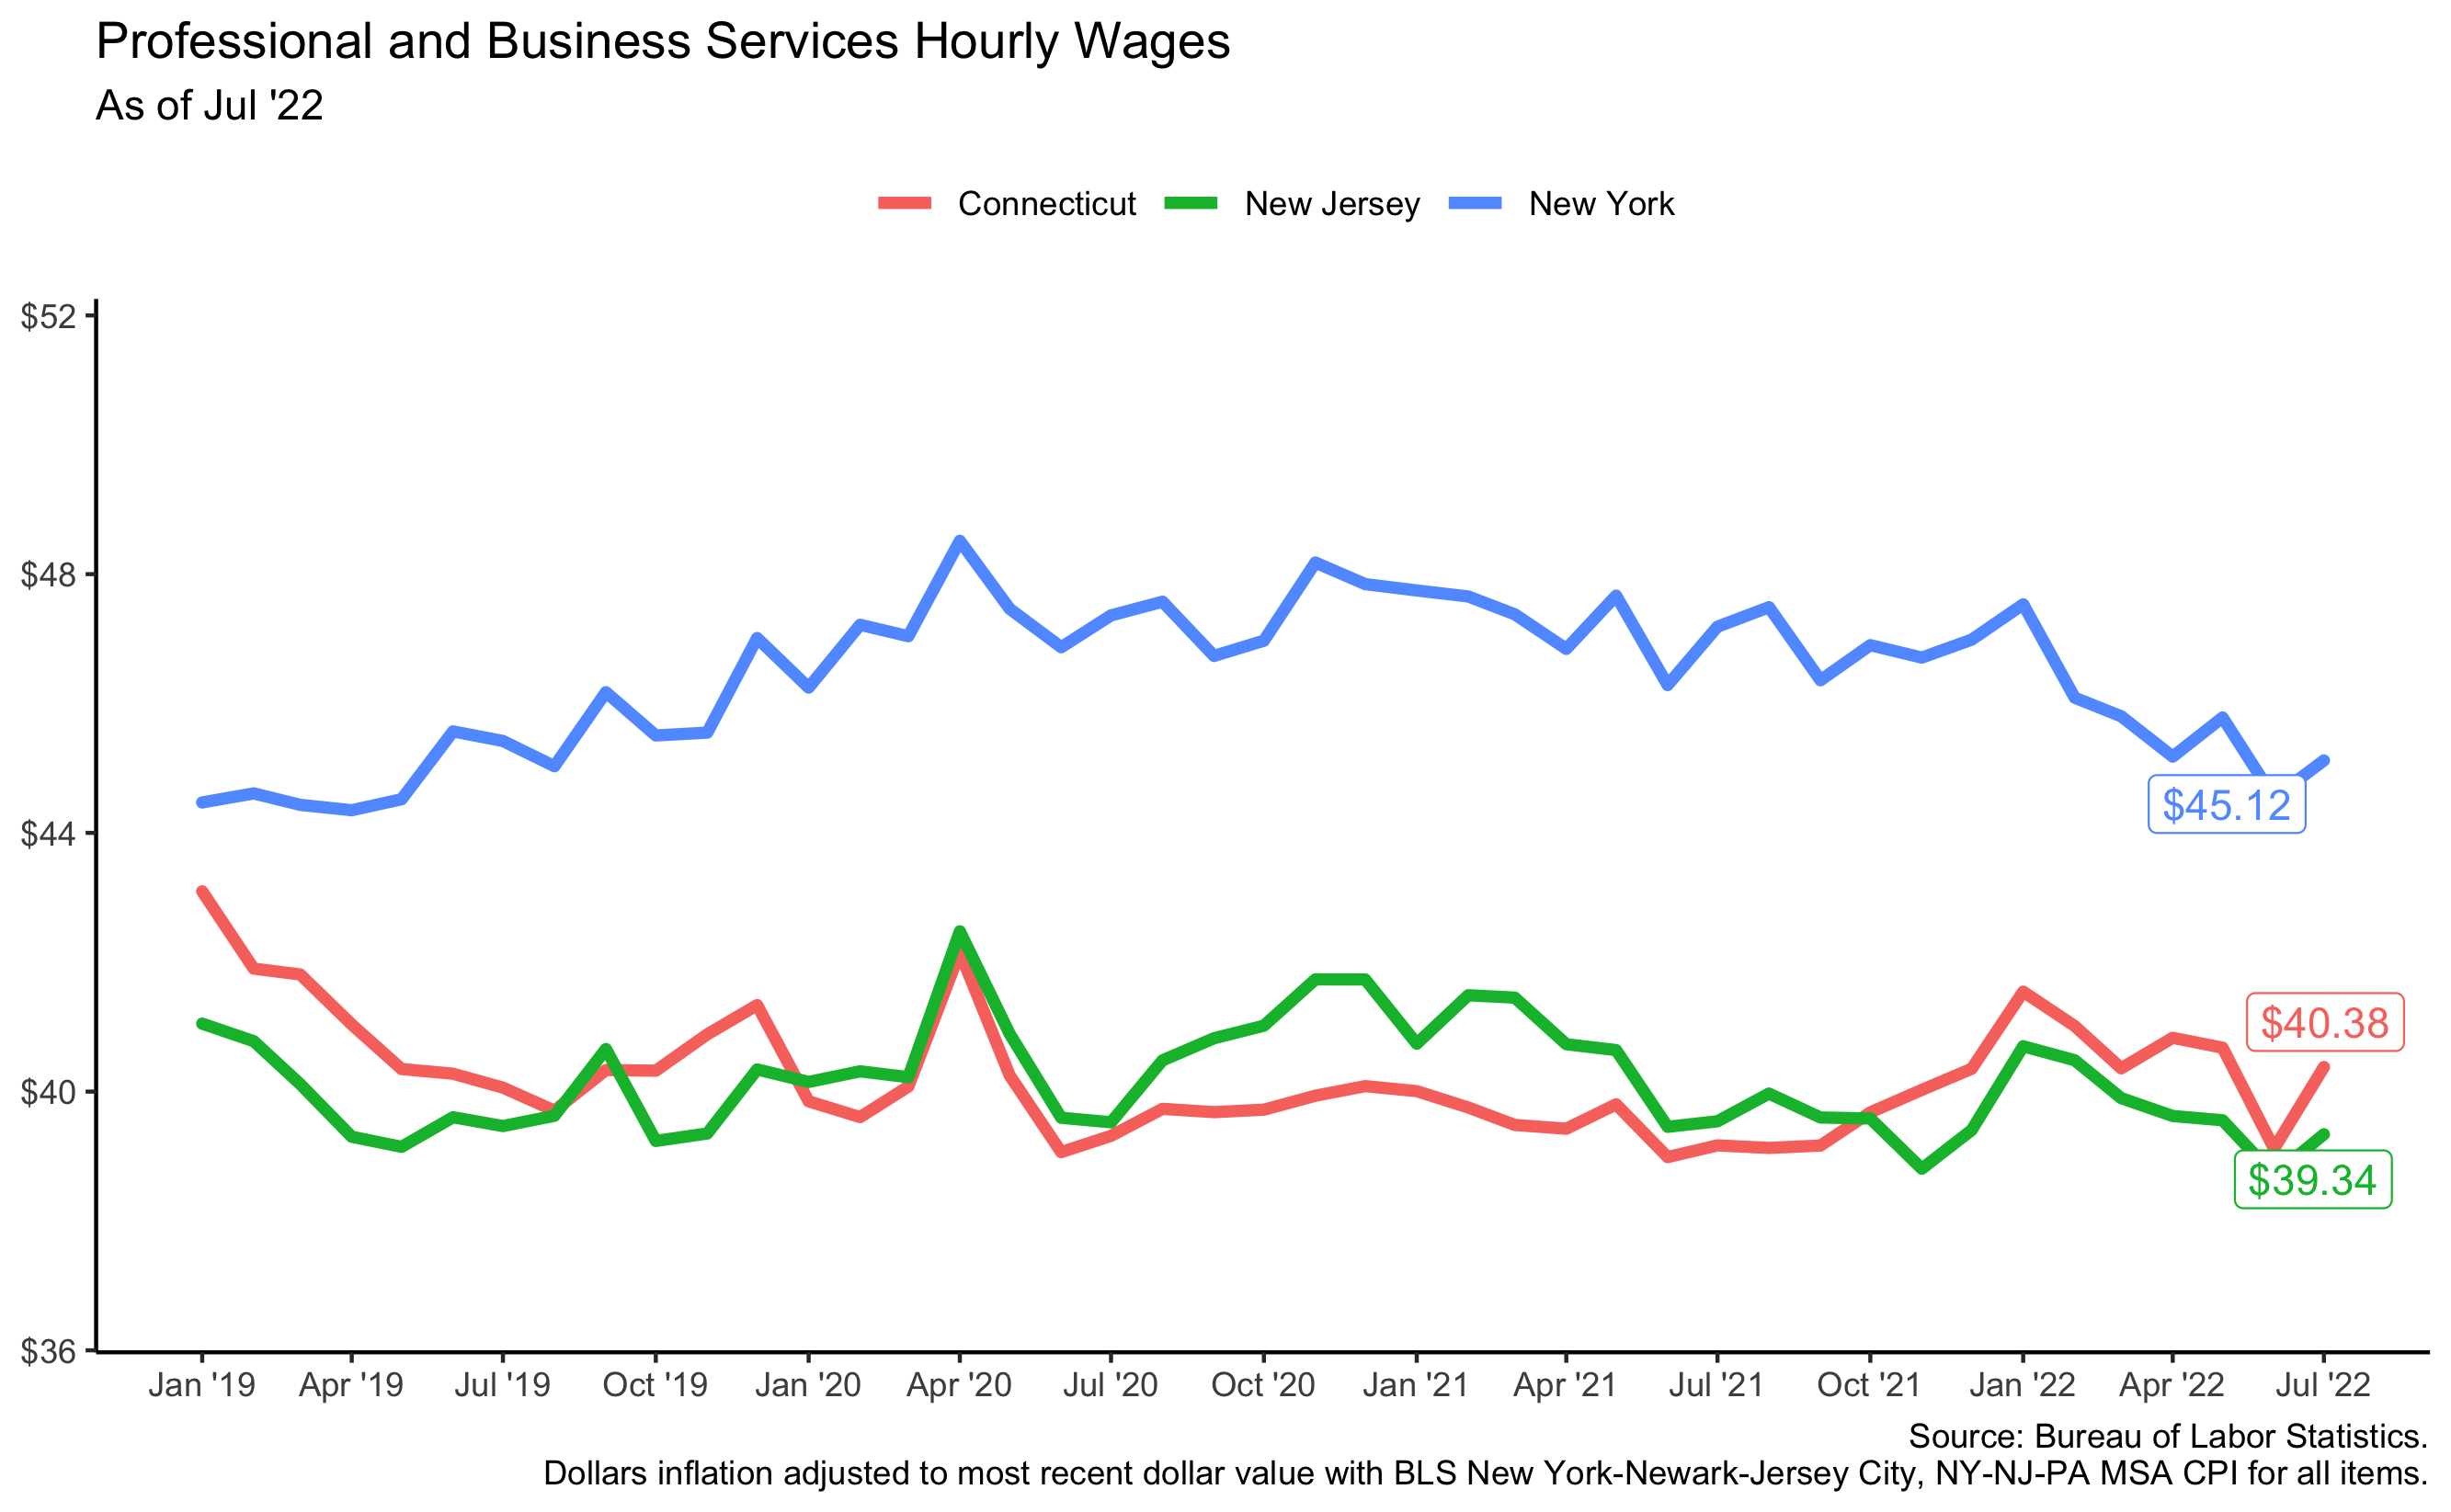 Professional and Business Services Hourly Wages
As of Jul '22
Connecticut New Jersey New York
$52
$48
$44
$40
$36
$45.12
$40.38
$39.34
Jan '19 Apr '19 Jul '19 Oct '19 Jan '20 Apr '20 Jul '20 Oct '20 Jan '21 Apr '21 Jul '21 Oct '21 Jan '22 Apr '22 Jul '22
Source: Bureau of Labor Statistics.
Dollars inflation adjusted to most recent dollar value with BLS New York-Newark-Jersey City, NY-NJ-PA MSA CPI for all items.